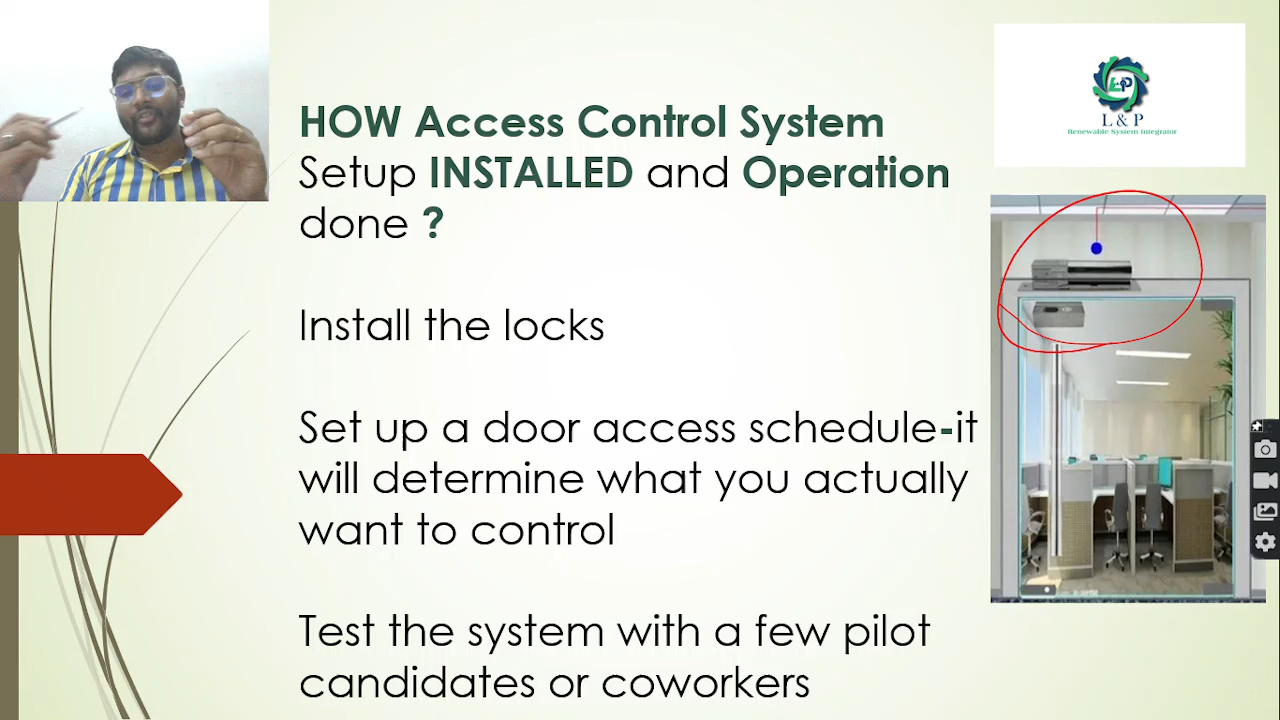 HOW Access Control System
Setup INSTALLED and Operation
done ?
Install the locks
Set up a door access schedule-it
will determine what you actually
want to control
Test the system with a few pilot
candidates or coworkers
L&P
L & P
Renewable System Integrator